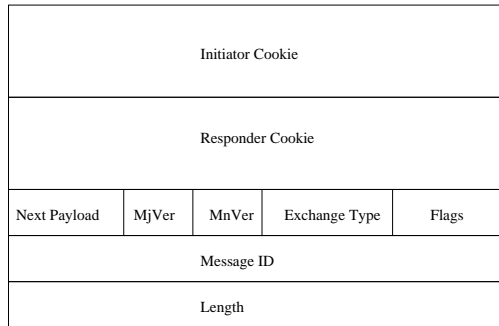 Initiator Cookie
Responder Cookie
Next Payload MjVer MnVer Exchange Type Flags
Message ID
Length